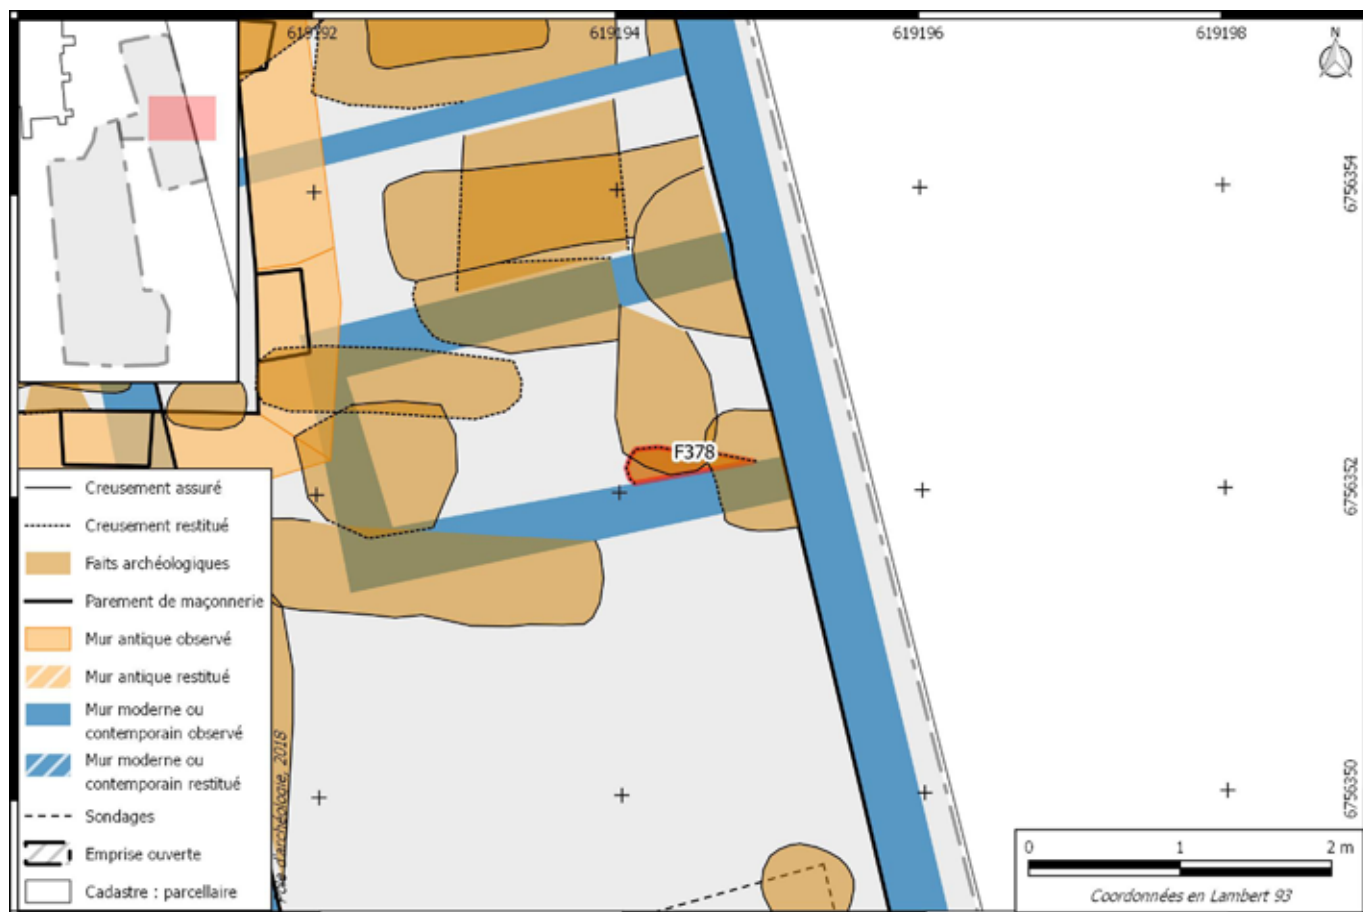 619192 619194 619196 619198
N
6756354
F378
6756352
Creusement assuré
Creusement restitué
Faits archéologiques
Parement de maçonnerie
Mur antique observé
Mur antique restitué
Mur moderne ou
contemporain observé
Mur moderne ou
contemporain restitué
Sondages
Emprise ouverte
Cadastre : parcellaire
d'archéologie, 2018
6756350
0 1 2 m
Coordonnées en Lambert 93